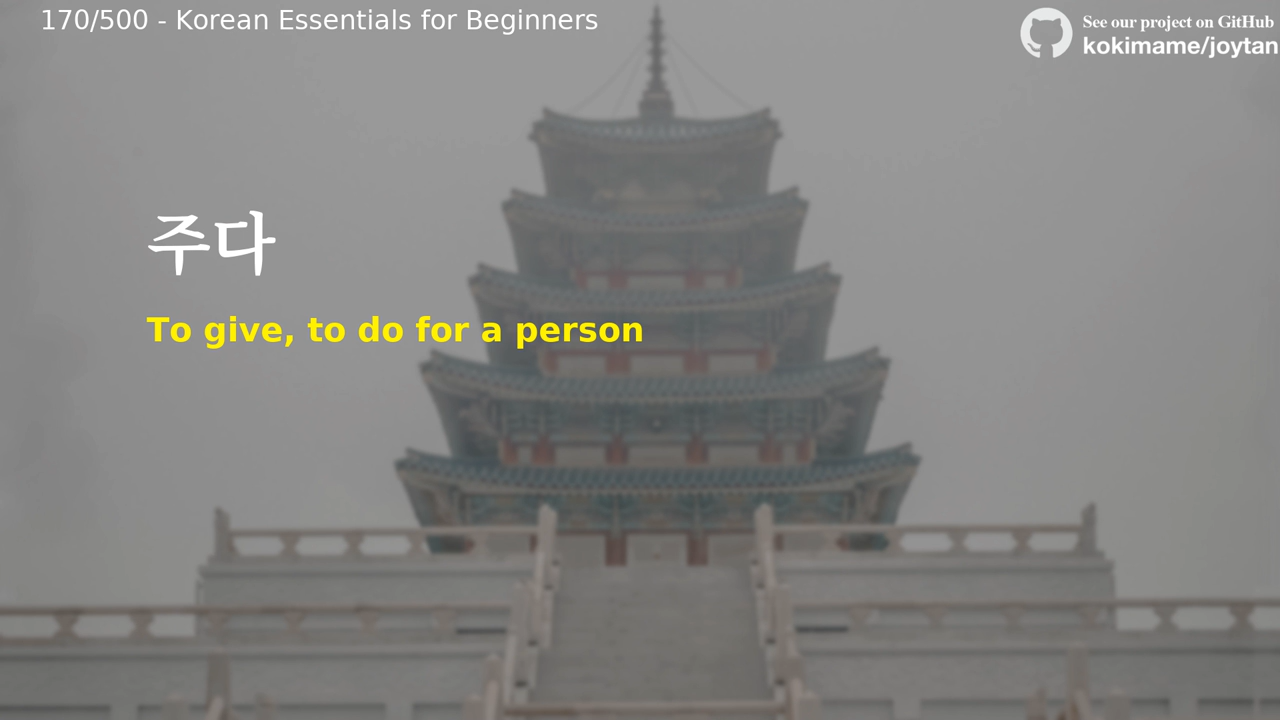 170/500 - Korean Essentials for Beginners
See our project on GitHub
kokimame/joytan
주다
To give, to do for a person